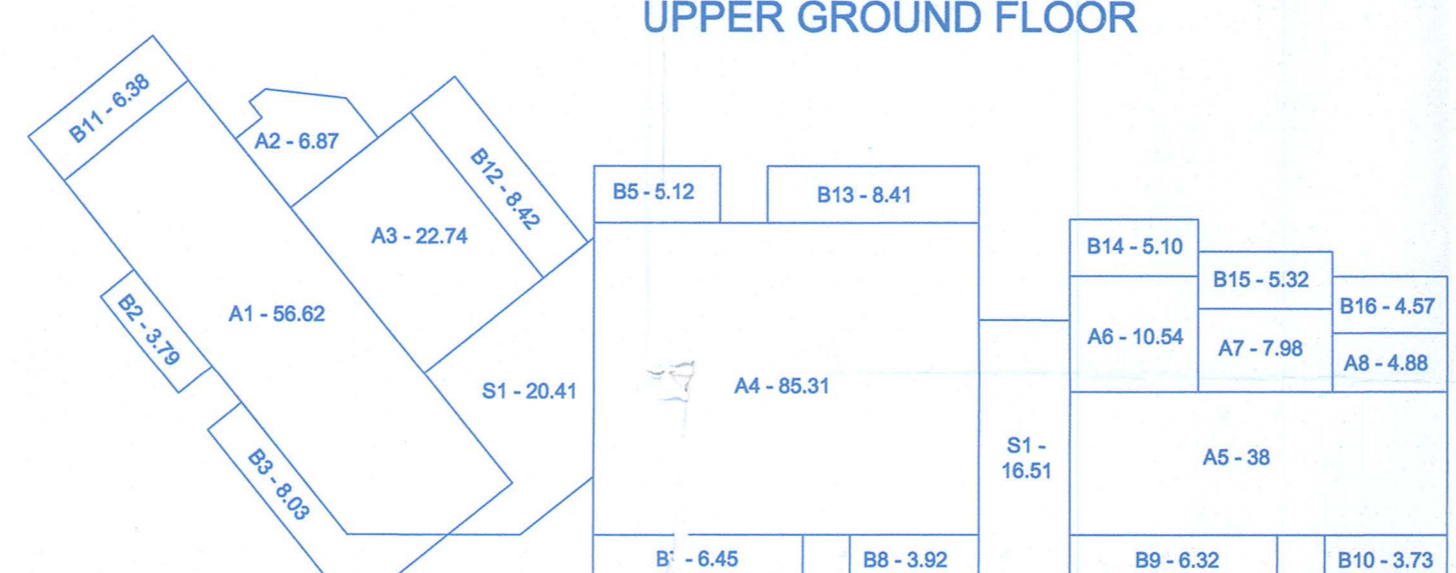 UPPER GROUND FLOOR
B11 - 6.38
A2 - 6.87
B12 - 8.42
B5 - 5.12
B13 - 8.41
A3 - 22.74
B14 - 5.10
B15 - 5.32
B16 - 4.57
B2 - 3.79
A1 - 56.62
A6 - 10.54
A7 - 7.98
A8 - 4.88
S1 - 20.41
A4 - 85.31
S1 -
16.51
A5 - 38
B3 - 8.03
- 6.45
B8 - 3.92
B9 - 6.32
B10 - 3.73